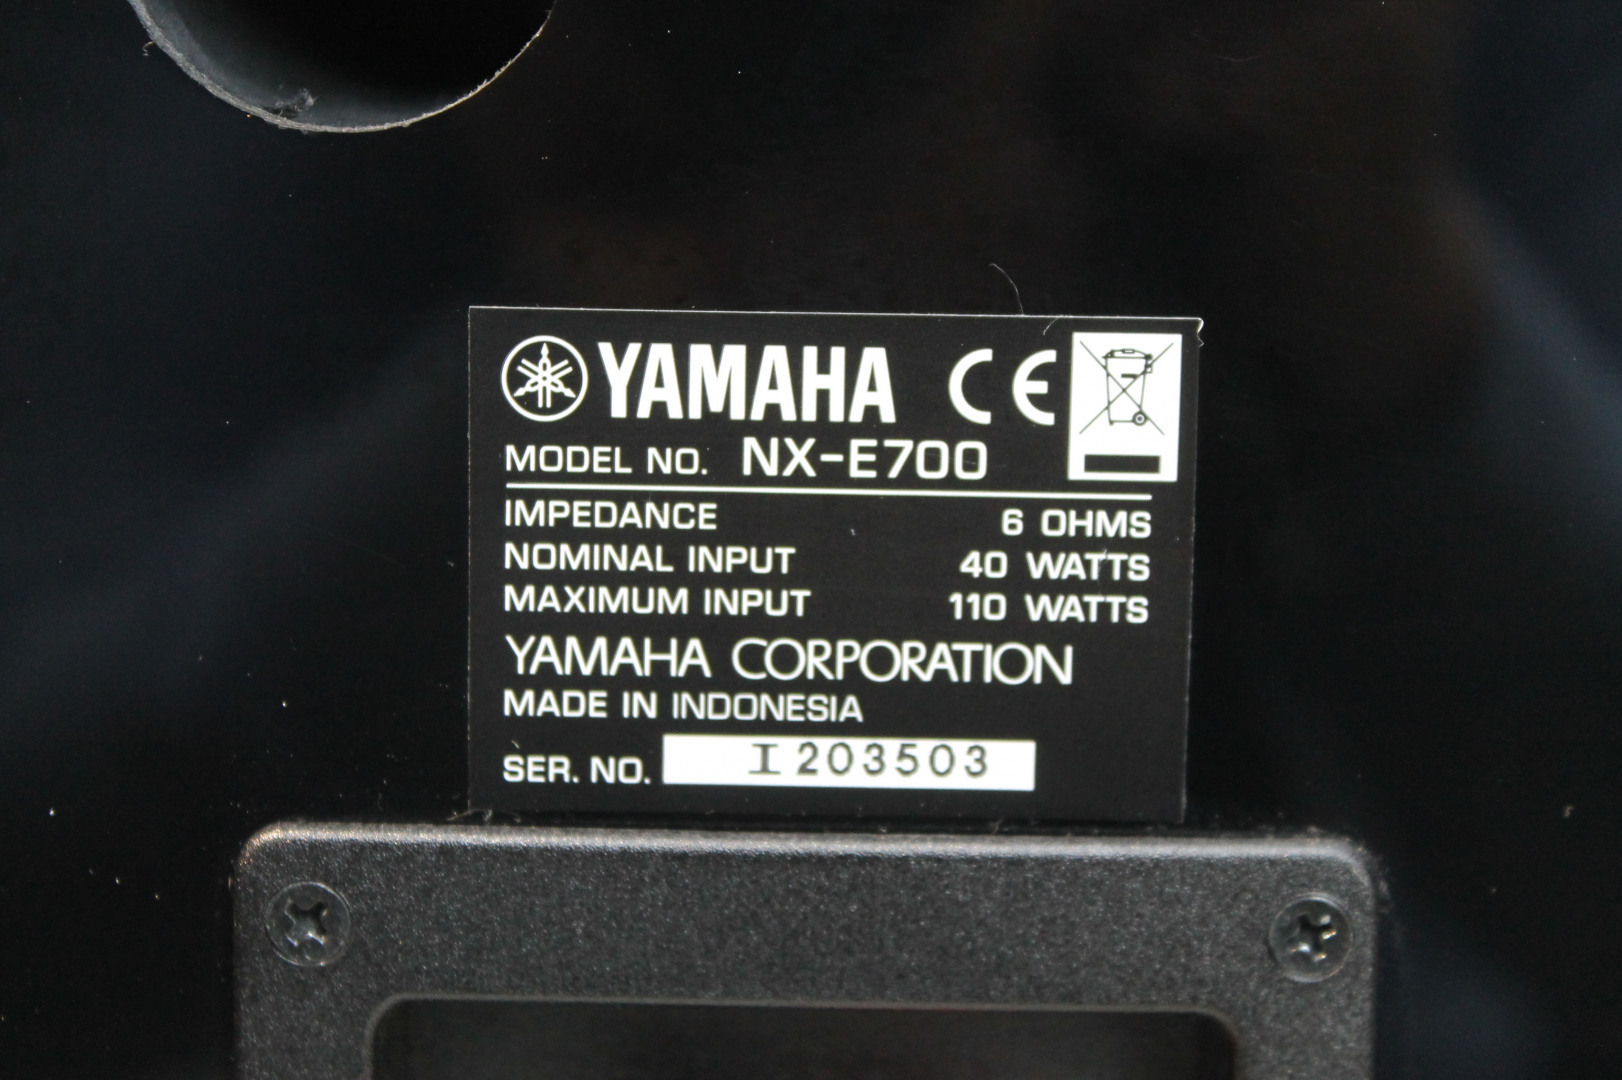 YAMAHA CE
MODEL NO. NX-E700
IMPEDANCE 6 OHMS
NOMINAL INPUT 40 WATTS
MAXIMUM INPUT 110 WATTS
YAMAHA CORPORATION
MADE IN INDONESIA
SER. NO. I203503